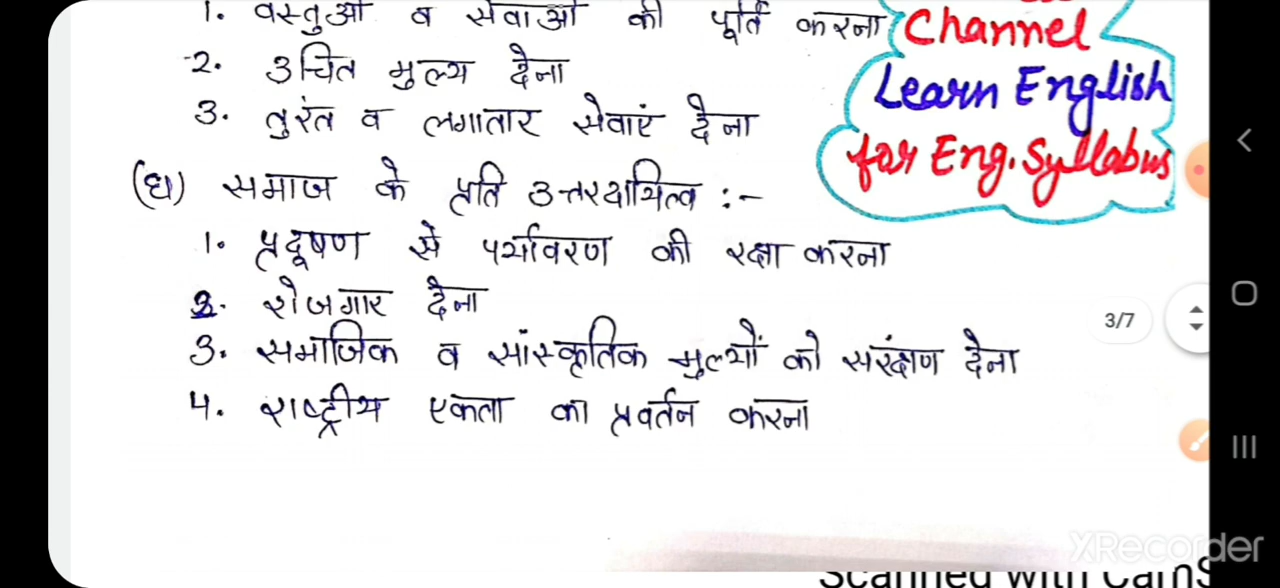 1. वस्तुओं व सेवाओं की पूर्ति करना
Channel
2. उचित मुल्य देना
Learn English
3. तुरंत व लगातार सेवाएं देना
for Eng. Syllabus
(घ) समाज के प्रति उत्तरदायित्व :-
1. प्रदूषण से पर्यावरण की रक्षा करना
2. रोजगार देना
3/7
3. समाजिक व सांस्कृतिक मुल्यों को सरंक्षण देना
4. राष्ट्रीय एकता का प्रवर्तन करना
XRecorder
Scanned with CamS